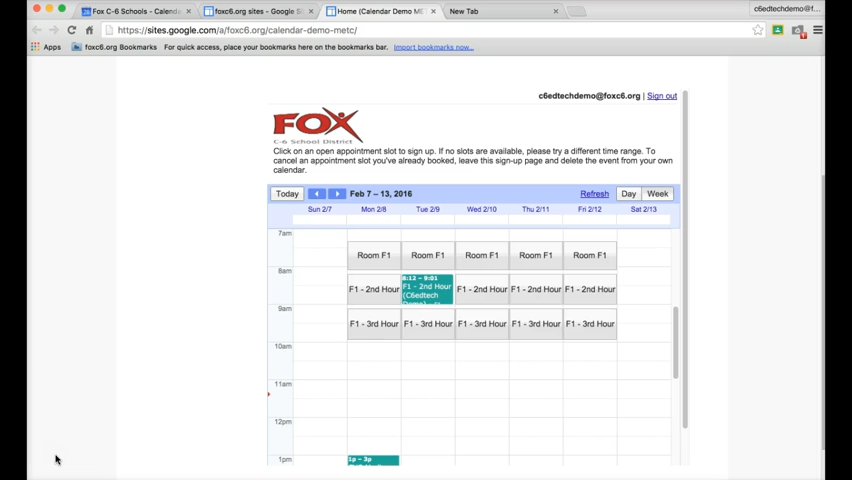 Fox C-6 Schools - Calenda
foxc6.org sites - Google Si
Home (Calendar Demo ME
New Tab
c6edtechdemo@f...
https://sites.google.com/a/foxc6.org/calendar-demo-metc/
Apps foxc6.org Bookmarks For quick access, place your bookmarks here on the bookmarks bar. Import bookmarks now...
c6edtechdemo@foxc6.org | Sign out
FOX
C-6 School District
Click on an open appointment slot to sign up. If no slots are available, please try a different time range. To
cancel an appointment slot you've already booked, leave this sign-up page and delete the event from your own
calendar.
Today Feb 7 – 13, 2016 Refresh Day Week
Sun 2/7 Mon 2/8 Tue 2/9 Wed 2/10 Thu 2/11 Fri 2/12 Sat 2/13
7am
Room F1 Room F1 Room F1 Room F1 Room F1
8am
8:12 – 9:01
F1 - 2nd Hour F1 - 2nd Hour F1 - 2nd Hour F1 - 2nd Hour F1 - 2nd Hour
(C6edtech
9am
F1 - 3rd Hour F1 - 3rd Hour F1 - 3rd Hour F1 - 3rd Hour F1 - 3rd Hour
10am
11am
12pm
1pm
1p – 3p